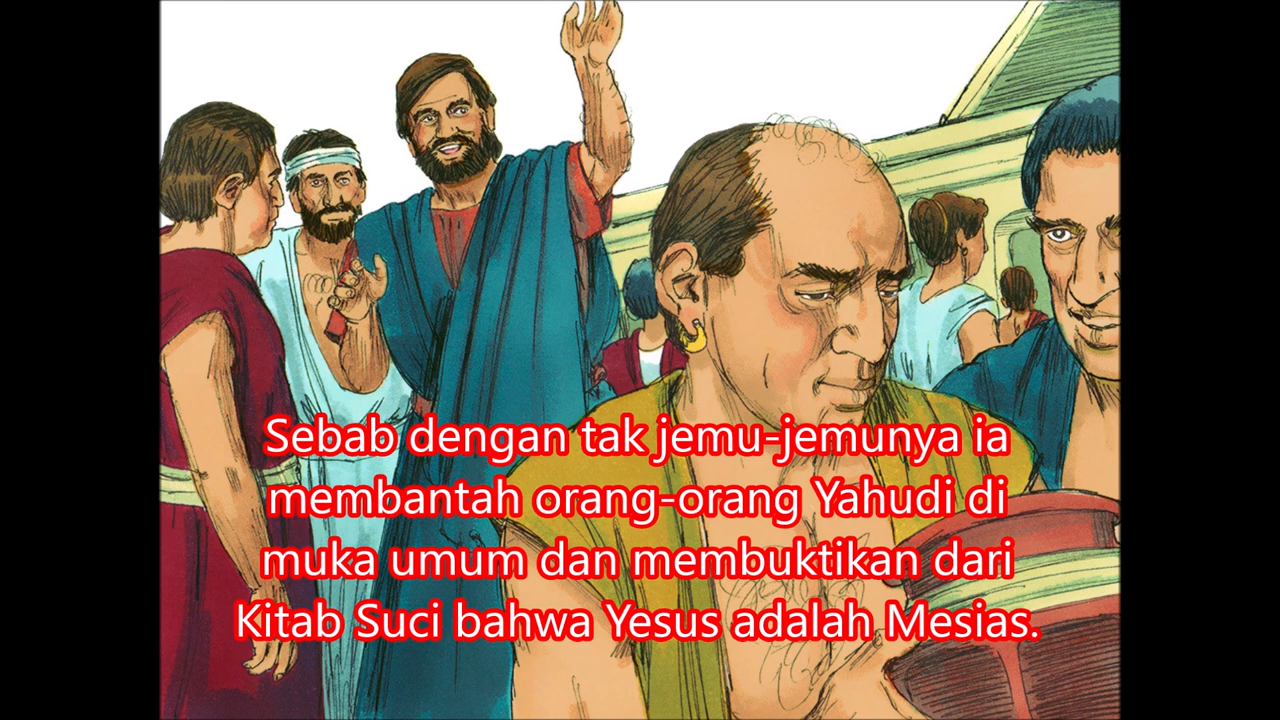 Sebab dengan tak jemu-jemunya ia
membantah orang-orang Yahudi di
muka umum dan membuktikan dari
Kitab Suci bahwa Yesus adalah Mesias.